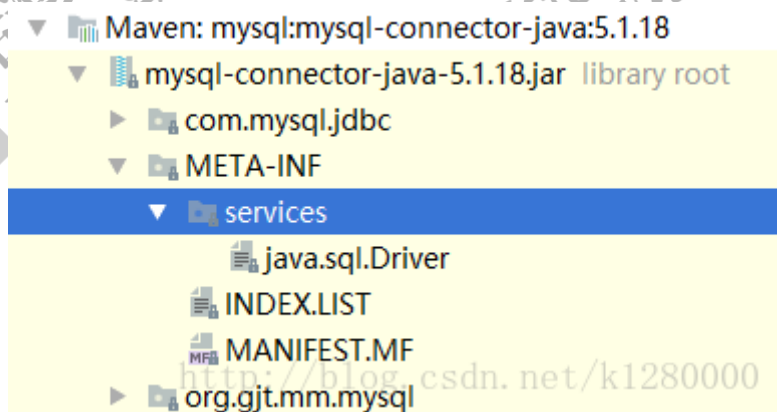 Maven: mysql:mysql-connector-java:5.1.18
mysql-connector-java-5.1.18.jar library root
com.mysql.jdbc
META-INF
services
java.sql.Driver
INDEX.LIST
MANIFEST.MF
http://blog.csdn.net/k1280000
org.gjt.mm.mysql